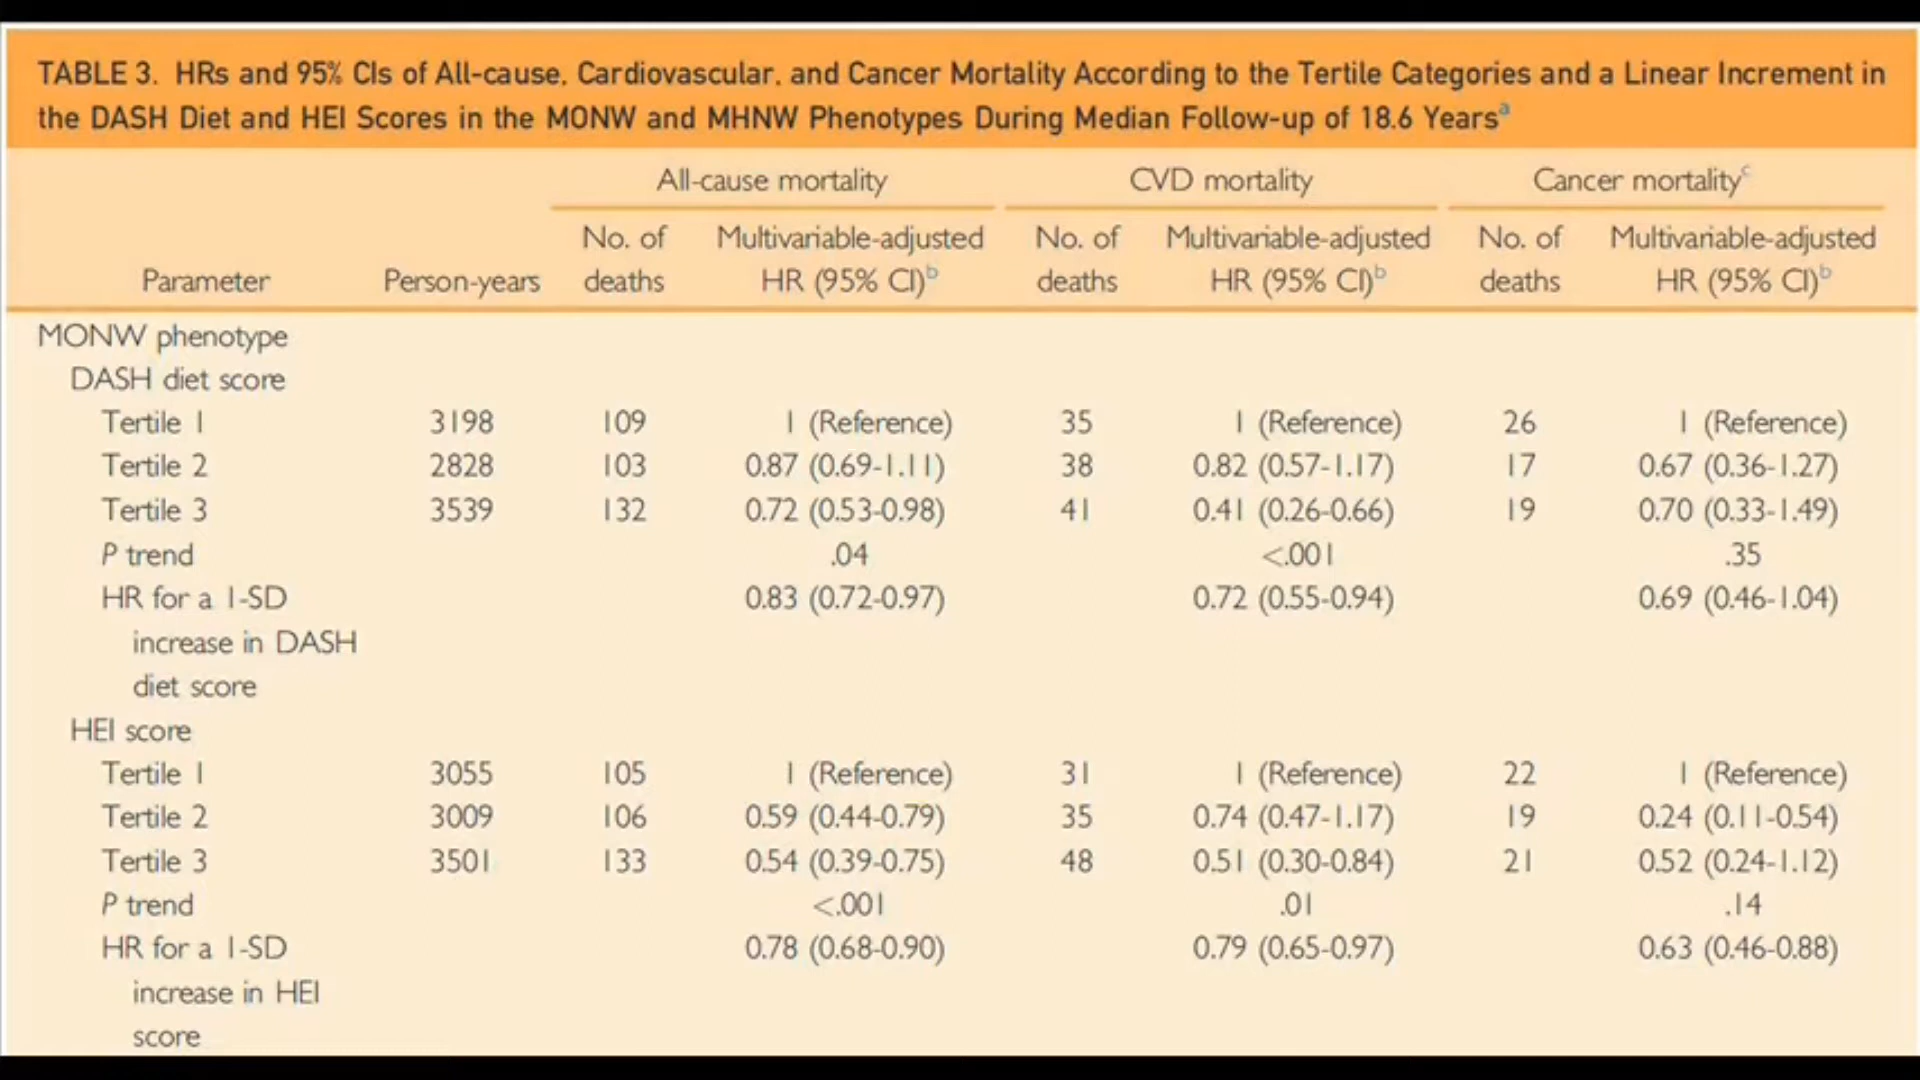 TABLE 3. HRs and 95% CIs of All-cause, Cardiovascular, and Cancer Mortality According to the Tertile Categories and a Linear Increment in
the DASH Diet and HEI Scores in the MONW and MHNW Phenotypes During Median Follow-up of 18.6 Yearsa
All-cause mortality CVD mortality Cancer mortalityc
No. of Multivariable-adjusted No. of Multivariable-adjusted No. of Multivariable-adjusted
Parameter Person-years deaths HR (95% CI)b deaths HR (95% CI)b deaths HR (95% CI)b
MONW phenotype
DASH diet score
Tertile 1 3198 109 1 (Reference) 35 1 (Reference) 26 1 (Reference)
Tertile 2 2828 103 0.87 (0.69-1.11) 38 0.82 (0.57-1.17) 17 0.67 (0.36-1.27)
Tertile 3 3539 132 0.72 (0.53-0.98) 41 0.41 (0.26-0.66) 19 0.70 (0.33-1.49)
P trend .04 <.001 .35
HR for a 1-SD 0.83 (0.72-0.97) 0.72 (0.55-0.94) 0.69 (0.46-1.04)
increase in DASH
diet score
HEI score
Tertile 1 3055 105 1 (Reference) 31 1 (Reference) 22 1 (Reference)
Tertile 2 3009 106 0.59 (0.44-0.79) 35 0.74 (0.47-1.17) 19 0.24 (0.11-0.54)
Tertile 3 3501 133 0.54 (0.39-0.75) 48 0.51 (0.30-0.84) 21 0.52 (0.24-1.12)
P trend <.001 .01 .14
HR for a 1-SD 0.78 (0.68-0.90) 0.79 (0.65-0.97) 0.63 (0.46-0.88)
increase in HEI
score